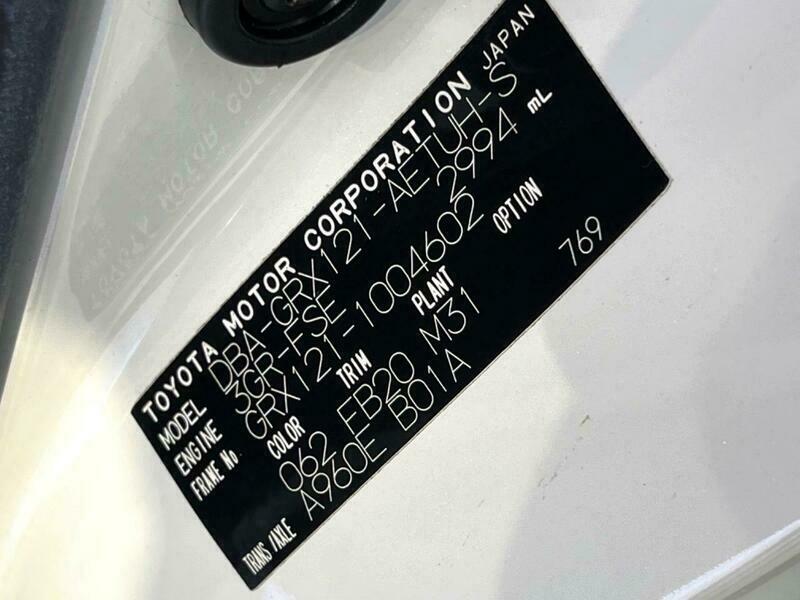 TOYOTA MOTOR CORPORATION JAPAN
MODEL DBA-GRX121-AETUH-S
ENGINE 3GR-FSE 2994 mL
FRAME No. GRX121-1004602
COLOR TRIM PLANT OPTION
062 FB20 M31 769
TRANS/AXLE A960E B01A